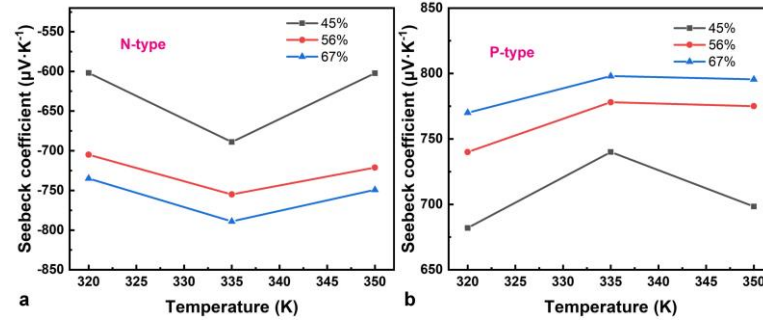 N-type
45%
56%
67%
-550
-600
-650
-700
-750
-800
-850
Seebeck coefficient (μV·K⁻¹)
320 325 330 335 340 345 350
Temperature (K)
a
P-type
45%
56%
67%
850
800
750
700
650
Seebeck coefficient (μV·K⁻¹)
320 325 330 335 340 345 350
Temperature (K)
b